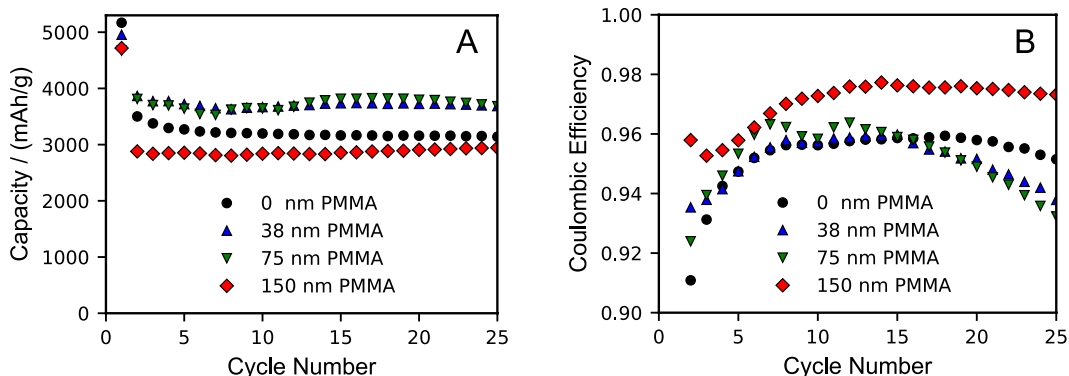 A
Capacity / (mAh/g)
5000
4000
3000
2000
1000
0
0 nm PMMA
38 nm PMMA
75 nm PMMA
150 nm PMMA
0 5 10 15 20 25
Cycle Number
B
Coulombic Efficiency
1.00
0.98
0.96
0.94
0.92
0.90
0 nm PMMA
38 nm PMMA
75 nm PMMA
150 nm PMMA
0 5 10 15 20 25
Cycle Number